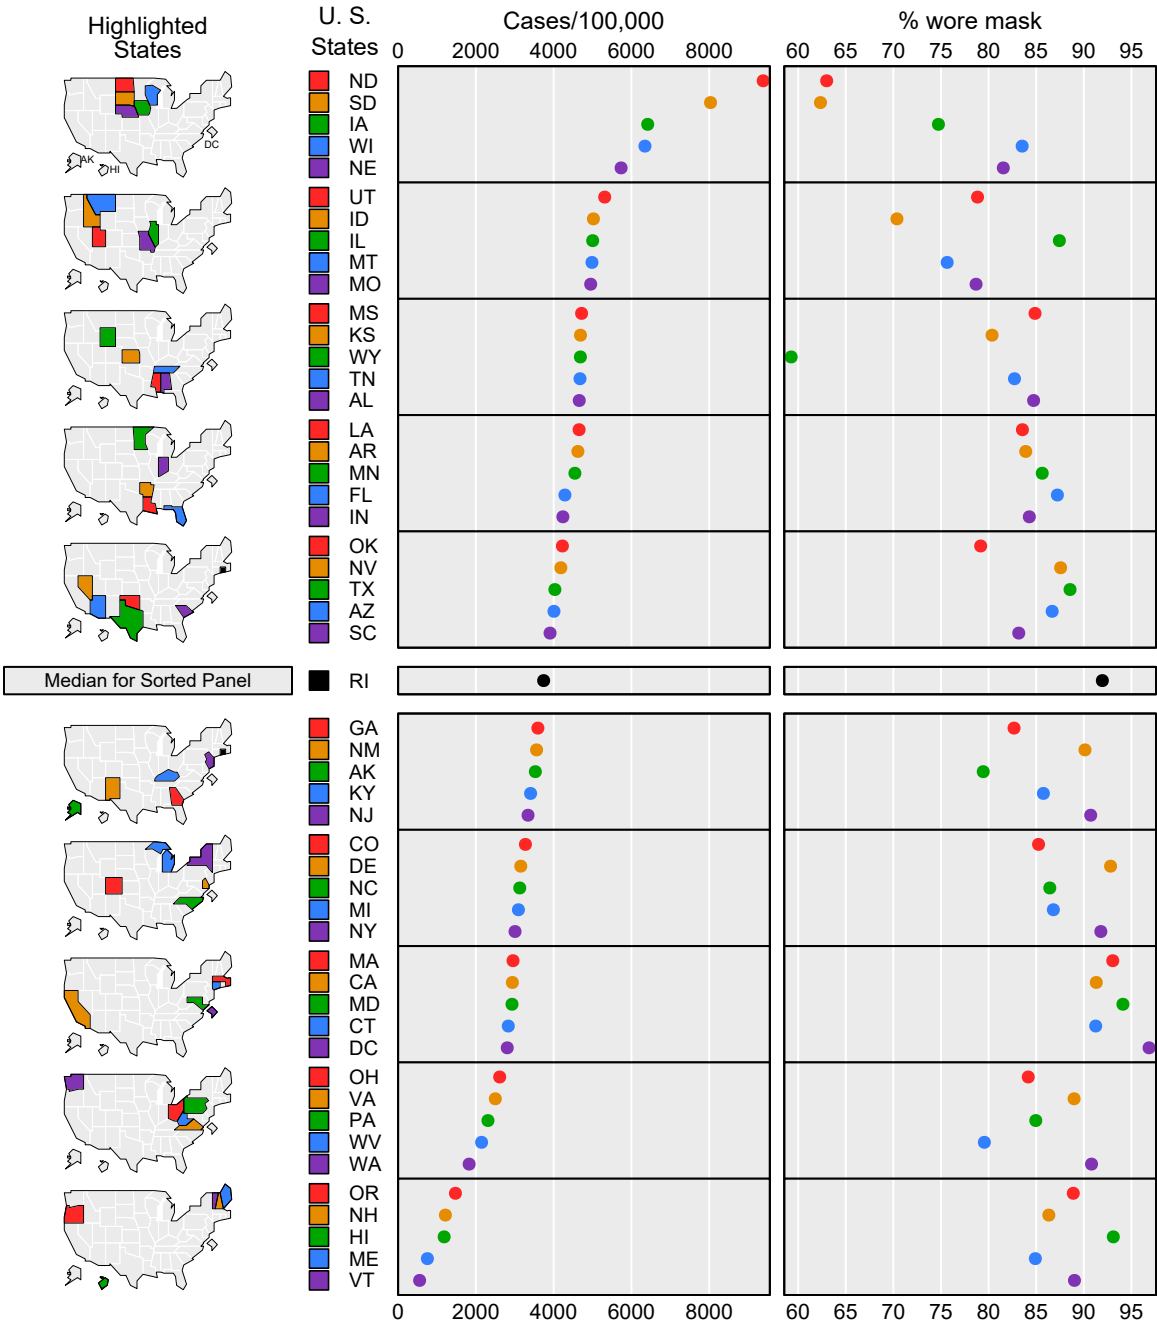 Highlighted
States
U. S.
States
Cases/100,000
% wore mask
0 2000 4000 6000 8000
60 65 70 75 80 85 90 95
AK
HI
DC
ND
SD
IA
WI
NE
UT
ID
IL
MT
MO
MS
KS
WY
TN
AL
LA
AR
MN
FL
IN
OK
NV
TX
AZ
SC
Median for Sorted Panel
RI
GA
NM
AK
KY
NJ
CO
DE
NC
MI
NY
MA
CA
MD
CT
DC
OH
VA
PA
WV
WA
OR
NH
HI
ME
VT
0 2000 4000 6000 8000
60 65 70 75 80 85 90 95